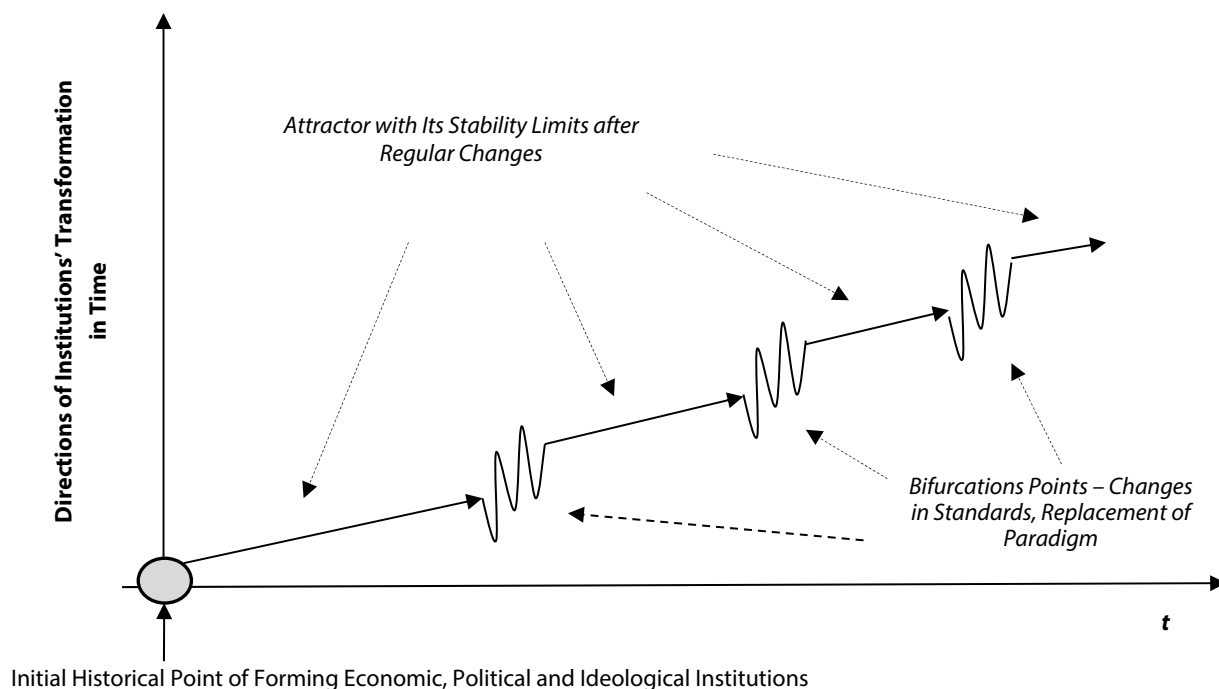 Directions of Institutions’ Transformation
in Time
Attractor with Its Stability Limits after
Regular Changes
Bifurcations Points – Changes
in Standards, Replacement of
Paradigm
t
Initial Historical Point of Forming Economic, Political and Ideological Institutions